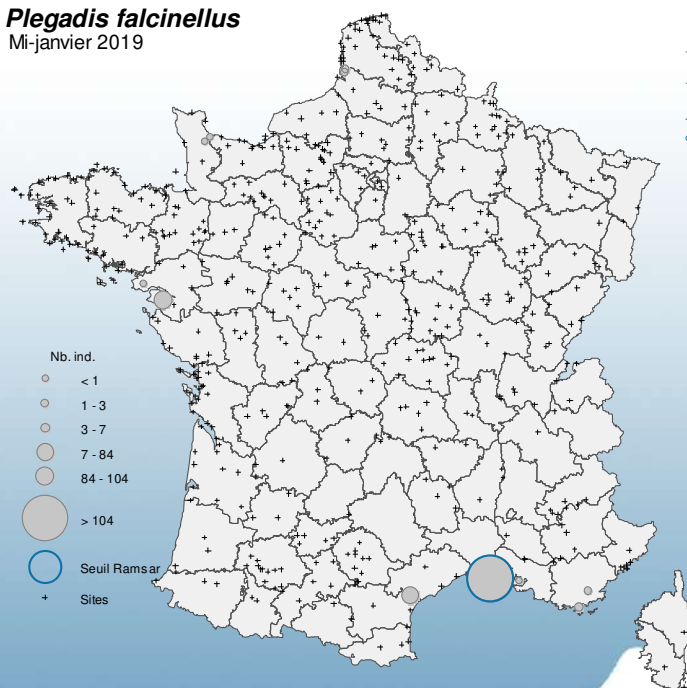 Plegadis falcinellus
Mi-janvier 2019
Nb. ind.
< 1
1 - 3
3 - 7
7 - 84
84 - 104
> 104
Seuil Ramsar
Sites